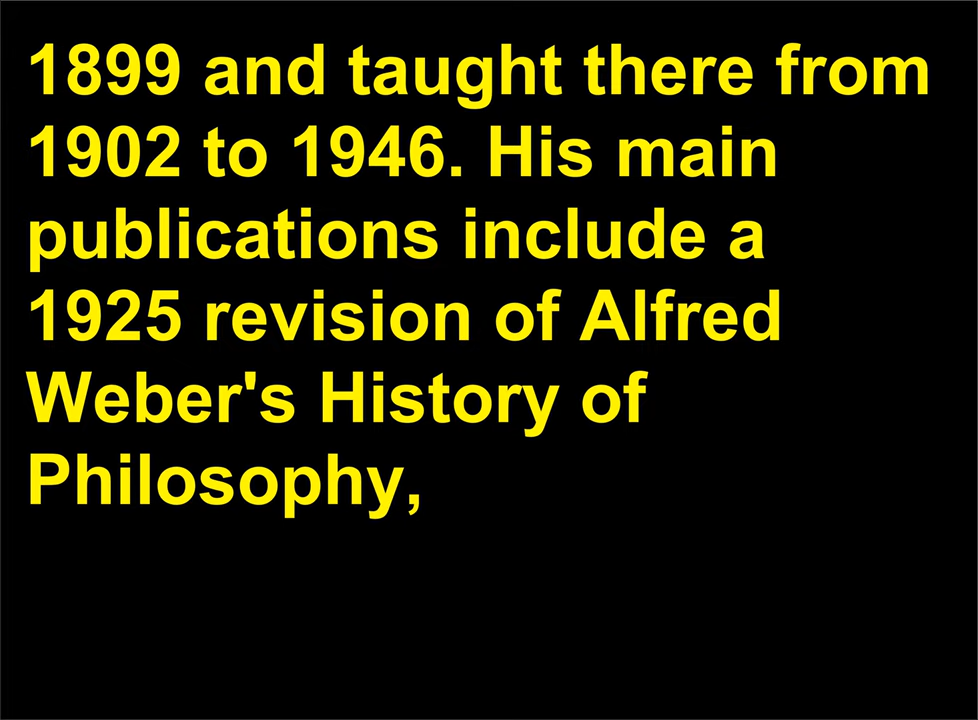 1899 and taught there from
1902 to 1946. His main
publications include a
1925 revision of Alfred
Weber's History of
Philosophy,